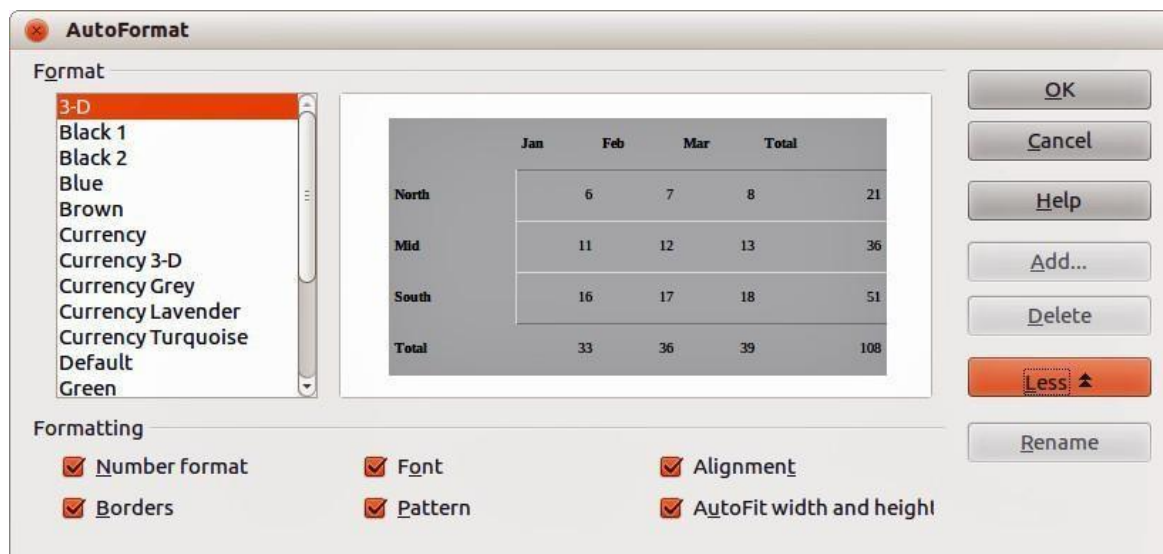 AutoFormat
Format
3-D
Black 1
Black 2
Blue
Brown
Currency
Currency 3-D
Currency Grey
Currency Lavender
Currency Turquoise
Default
Green
Jan Feb Mar Total
North 6 7 8 21
Mid 11 12 13 36
South 16 17 18 51
Total 33 36 39 108
OK
Cancel
Help
Add...
Delete
Less
Rename
Formatting
Number format Font Alignment
Borders Pattern AutoFit width and height